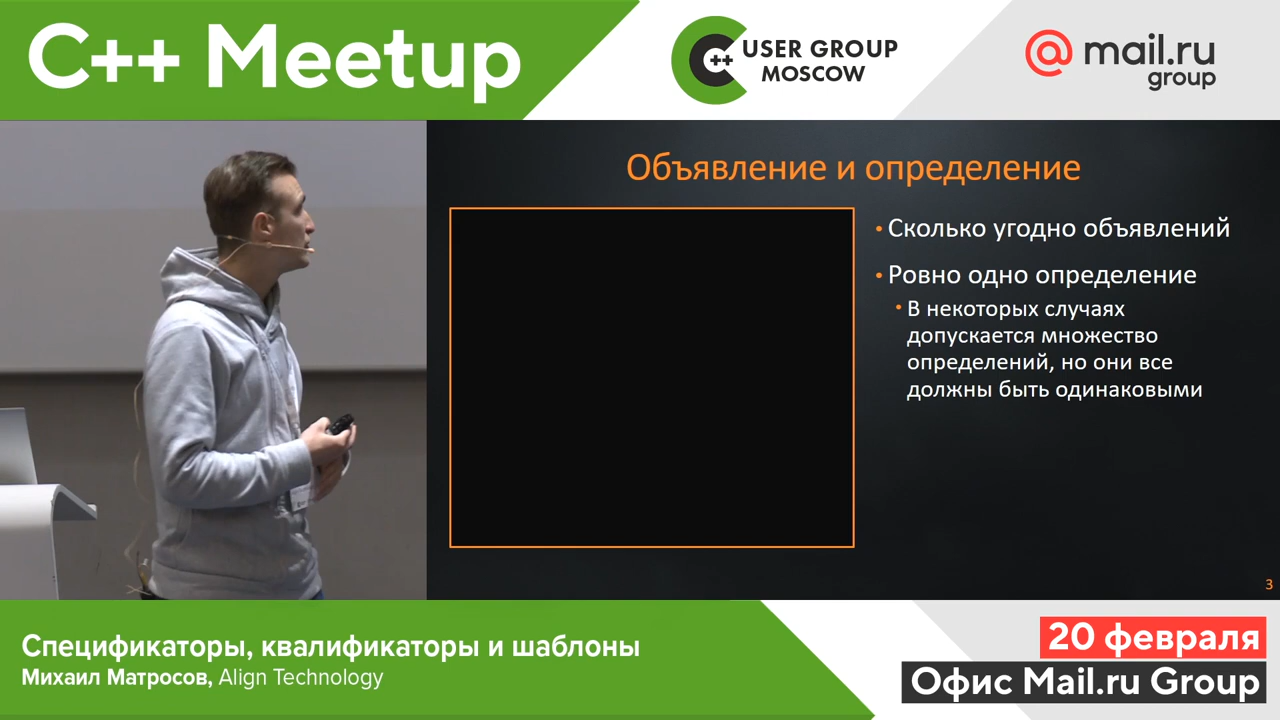 C++ Meetup
C++
USER GROUP
MOSCOW
@mail.ru
group
Объявление и определение
• Сколько угодно объявлений
• Ровно одно определение
• В некоторых случаях
допускается множество
определений, но они все
должны быть одинаковыми
3
Спецификаторы, квалификаторы и шаблоны
Михаил Матросов, Align Technology
20 февраля
Офис Mail.ru Group